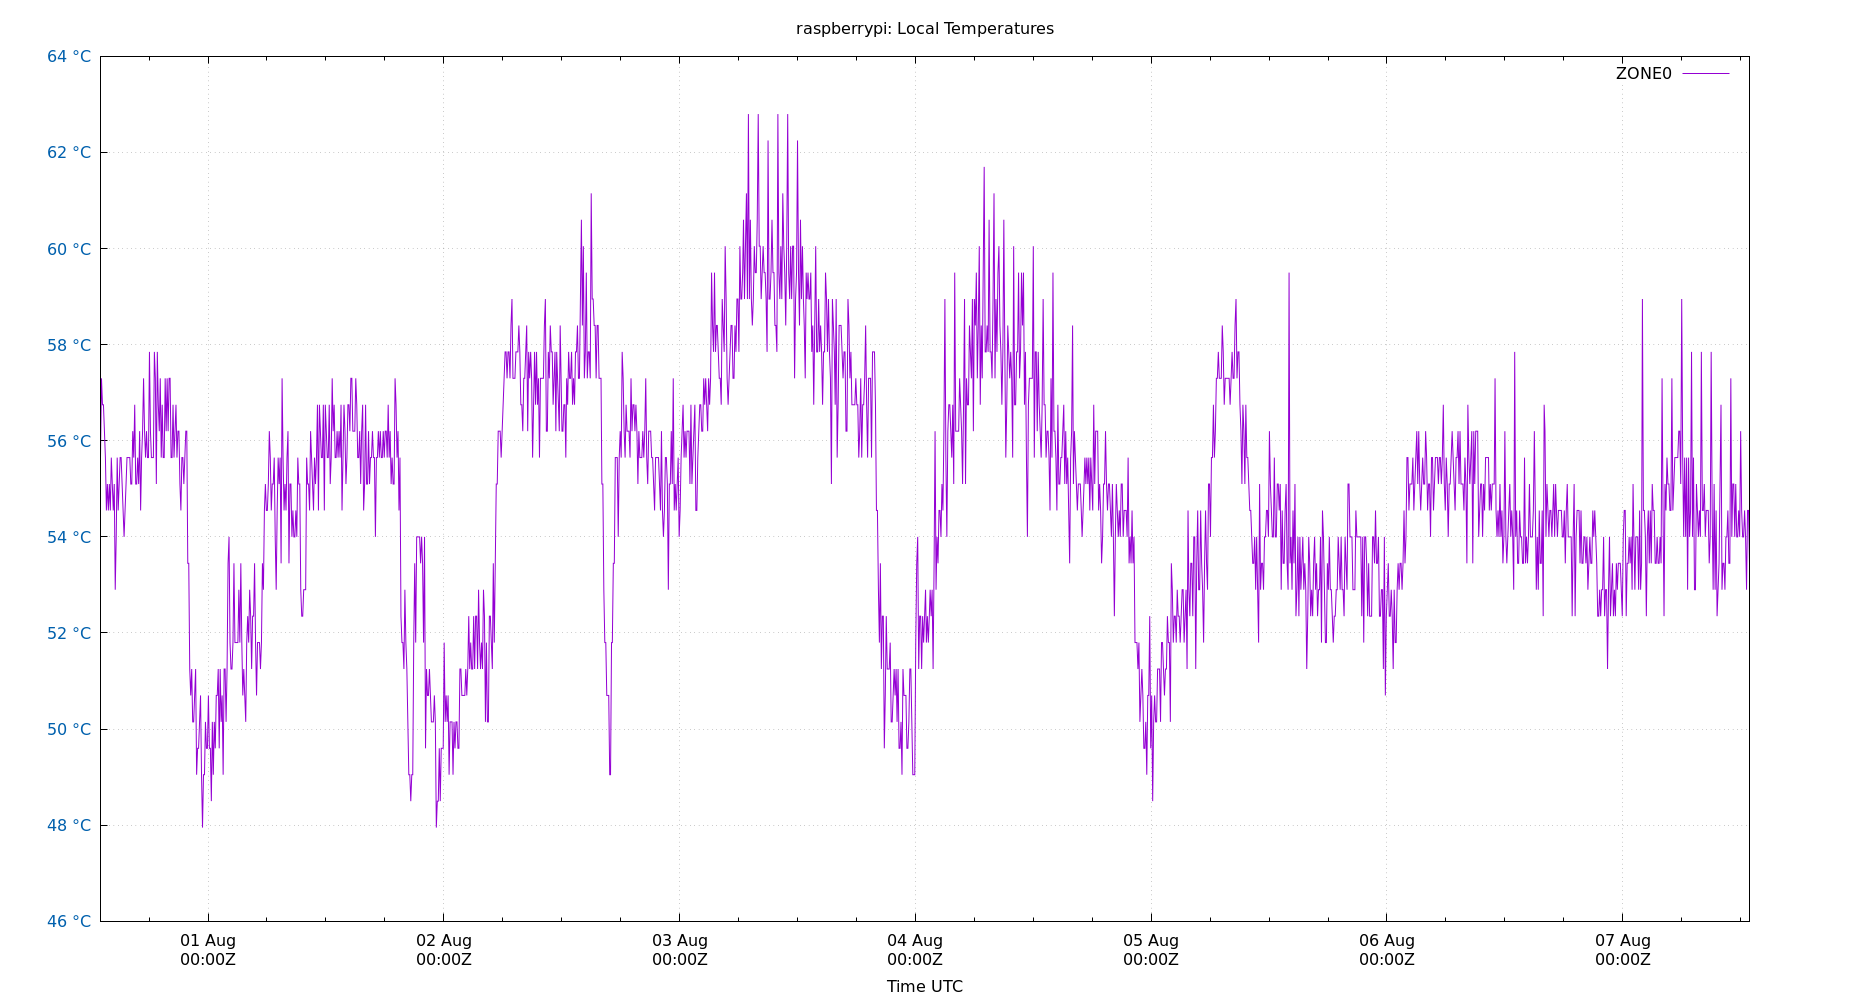 raspberrypi: Local Temperatures
64 °C
ZONE0
62 °C
60 °C
58 °C
56 °C
54 °C
52 °C
50 °C
48 °C
46 °C
01 Aug 02 Aug 03 Aug 04 Aug 05 Aug 06 Aug 07 Aug
00:00Z 00:00Z 00:00Z 00:00Z 00:00Z 00:00Z 00:00Z
Time UTC